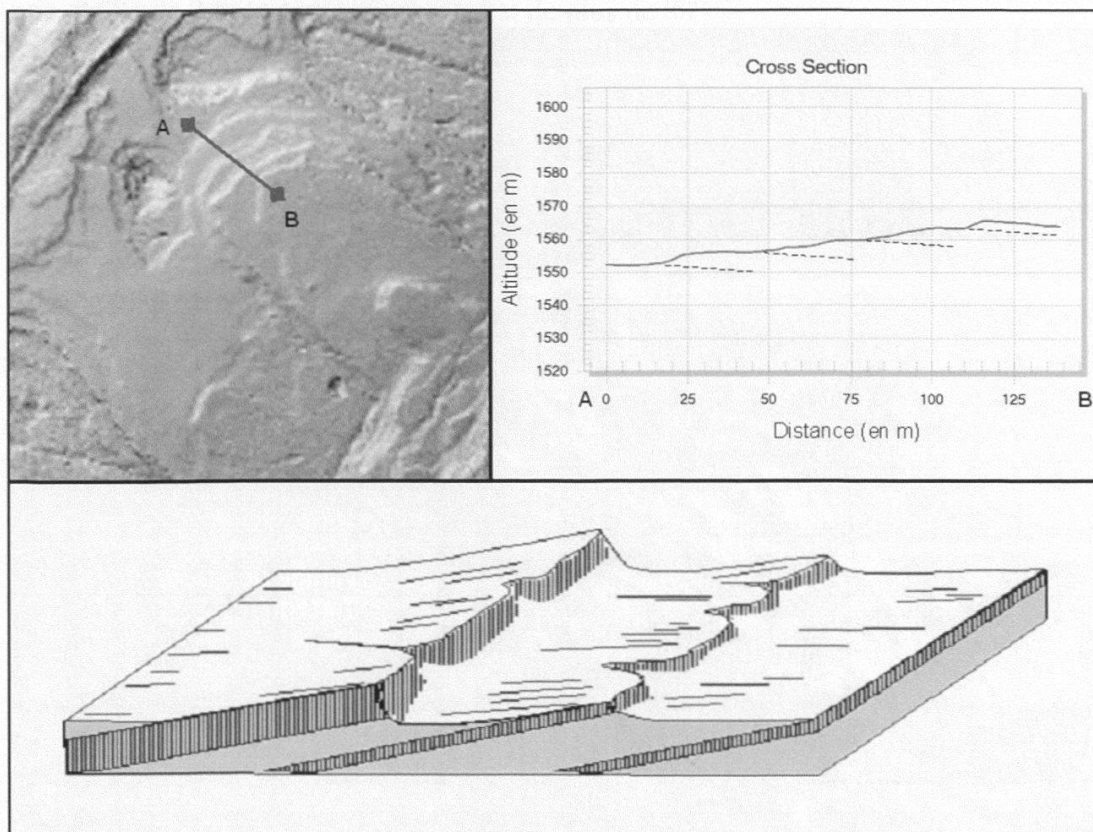 A
B
Cross Section
Altitude (en m)
1600
1590
1580
1570
1560
1550
1540
1530
1520
A 0 25 50 75 100 125 B
Distance (en m)